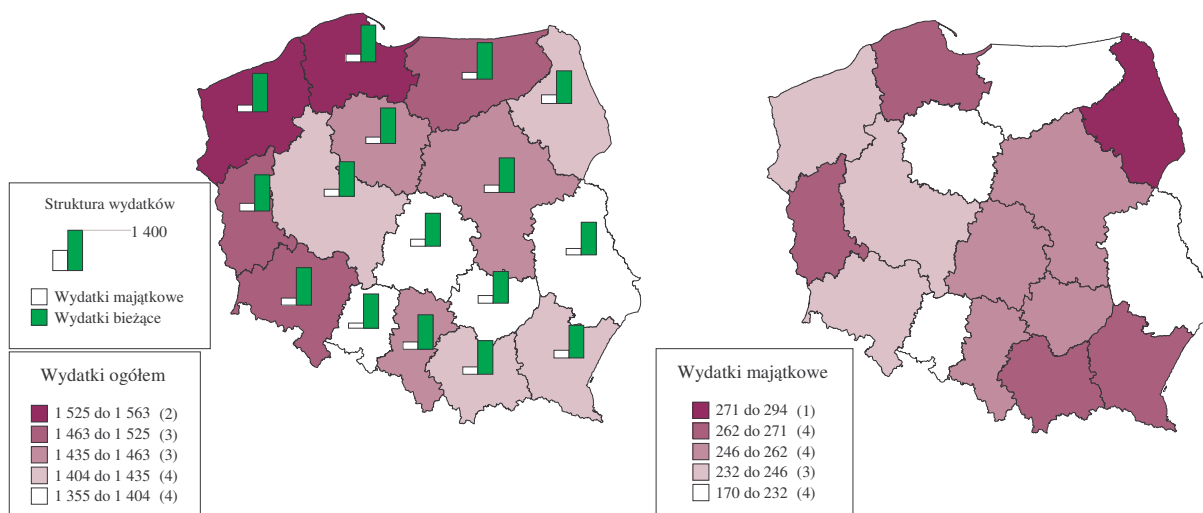 Struktura wydatków
1 400
Wydatki majątkowe
Wydatki bieżące
Wydatki ogółem
1 525 do 1 563 (2)
1 463 do 1 525 (3)
1 435 do 1 463 (3)
1 404 do 1 435 (4)
1 355 do 1 404 (4)
Wydatki majątkowe
271 do 294 (1)
262 do 271 (4)
246 do 262 (4)
232 do 246 (3)
170 do 232 (4)